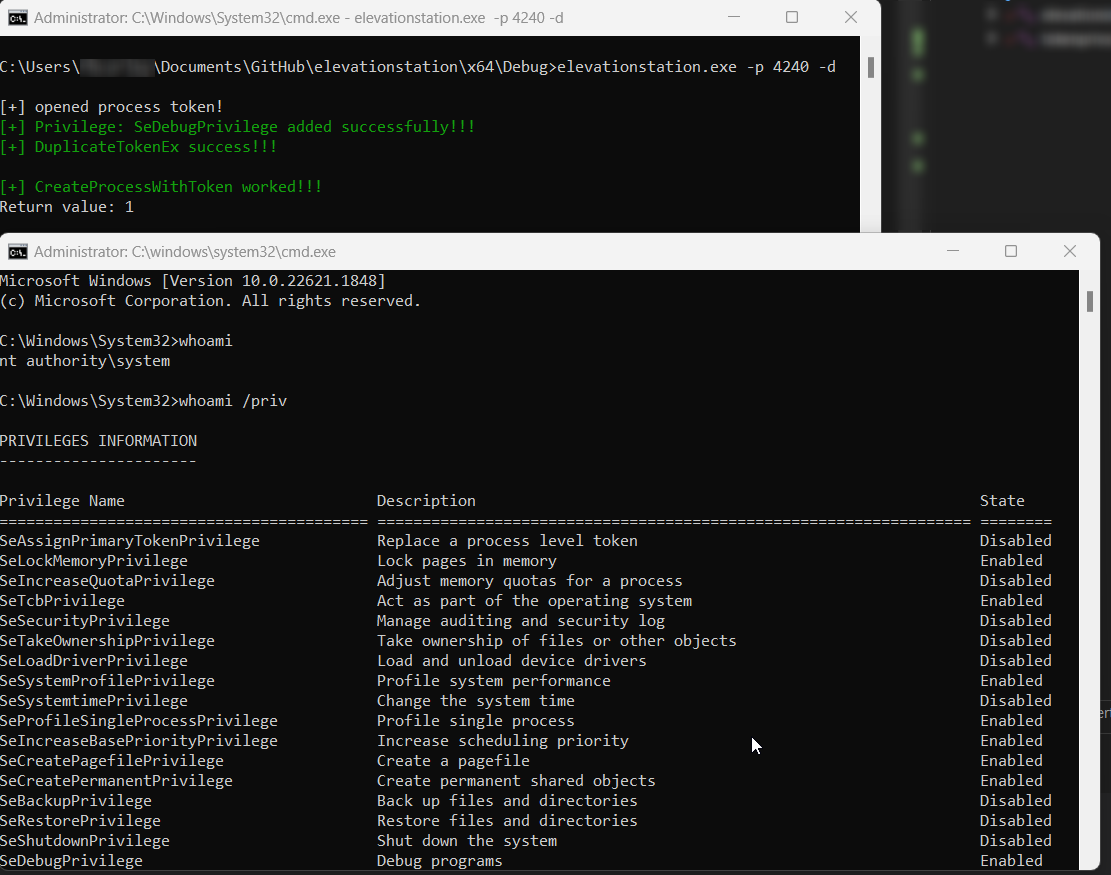 Administrator: C:\Windows\System32\cmd.exe - elevationstation.exe -p 4240 -d
C:\Users\ \Documents\GitHub\elevationstation\x64\Debug>elevationstation.exe -p 4240 -d
[+] opened process token!
[+] Privilege: SeDebugPrivilege added successfully!!!
[+] DuplicateTokenEx success!!!
[+] CreateProcessWithToken worked!!!
Return value: 1
Administrator: C:\windows\system32\cmd.exe
Microsoft Windows [Version 10.0.22621.1848]
(c) Microsoft Corporation. All rights reserved.
C:\Windows\System32>whoami
nt authority\system
C:\Windows\System32>whoami /priv
PRIVILEGES INFORMATION
----------------------
Privilege Name Description State
========================================= ================================================================== ========
SeAssignPrimaryTokenPrivilege Replace a process level token Disabled
SeLockMemoryPrivilege Lock pages in memory Enabled
SeIncreaseQuotaPrivilege Adjust memory quotas for a process Disabled
SeTcbPrivilege Act as part of the operating system Enabled
SeSecurityPrivilege Manage auditing and security log Disabled
SeTakeOwnershipPrivilege Take ownership of files or other objects Disabled
SeLoadDriverPrivilege Load and unload device drivers Disabled
SeSystemProfilePrivilege Profile system performance Enabled
SeSystemtimePrivilege Change the system time Disabled
SeProfileSingleProcessPrivilege Profile single process Enabled
SeIncreaseBasePriorityPrivilege Increase scheduling priority Enabled
SeCreatePagefilePrivilege Create a pagefile Enabled
SeCreatePermanentPrivilege Create permanent shared objects Enabled
SeBackupPrivilege Back up files and directories Disabled
SeRestorePrivilege Restore files and directories Disabled
SeShutdownPrivilege Shut down the system Disabled
SeDebugPrivilege Debug programs Enabled